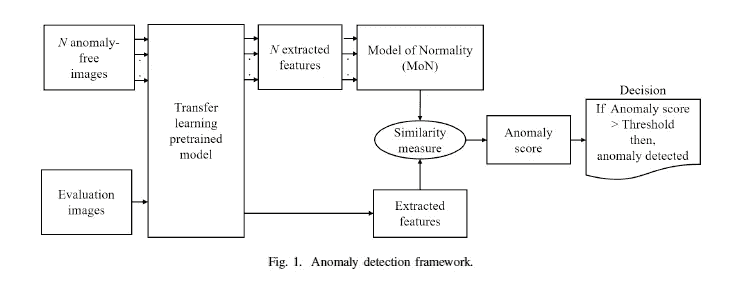 N anomaly-
free
images
N extracted
features
Model of Normality
(MoN)
Transfer
learning
pretrained
model
Similarity
measure
Anomaly
score
Decision
If Anomaly score
> Threshold
then,
anomaly detected
Evaluation
images
Extracted
features
Fig. 1. Anomaly detection framework.